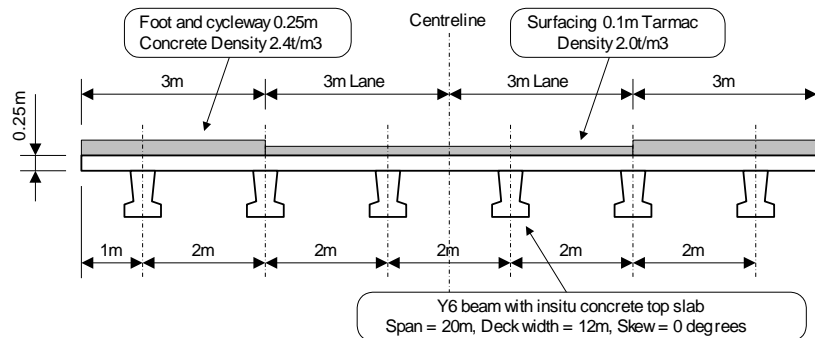 Foot and cycleway 0.25m
Concrete Density 2.4t/m3
Centreline
Surfacing 0.1m Tarmac
Density 2.0t/m3
3m
3m Lane
3m Lane
3m
0.25m
1m
2m
2m
2m
2m
2m
Y6 beam with insitu concrete top slab
Span = 20m, Deck width = 12m, Skew = 0 degrees